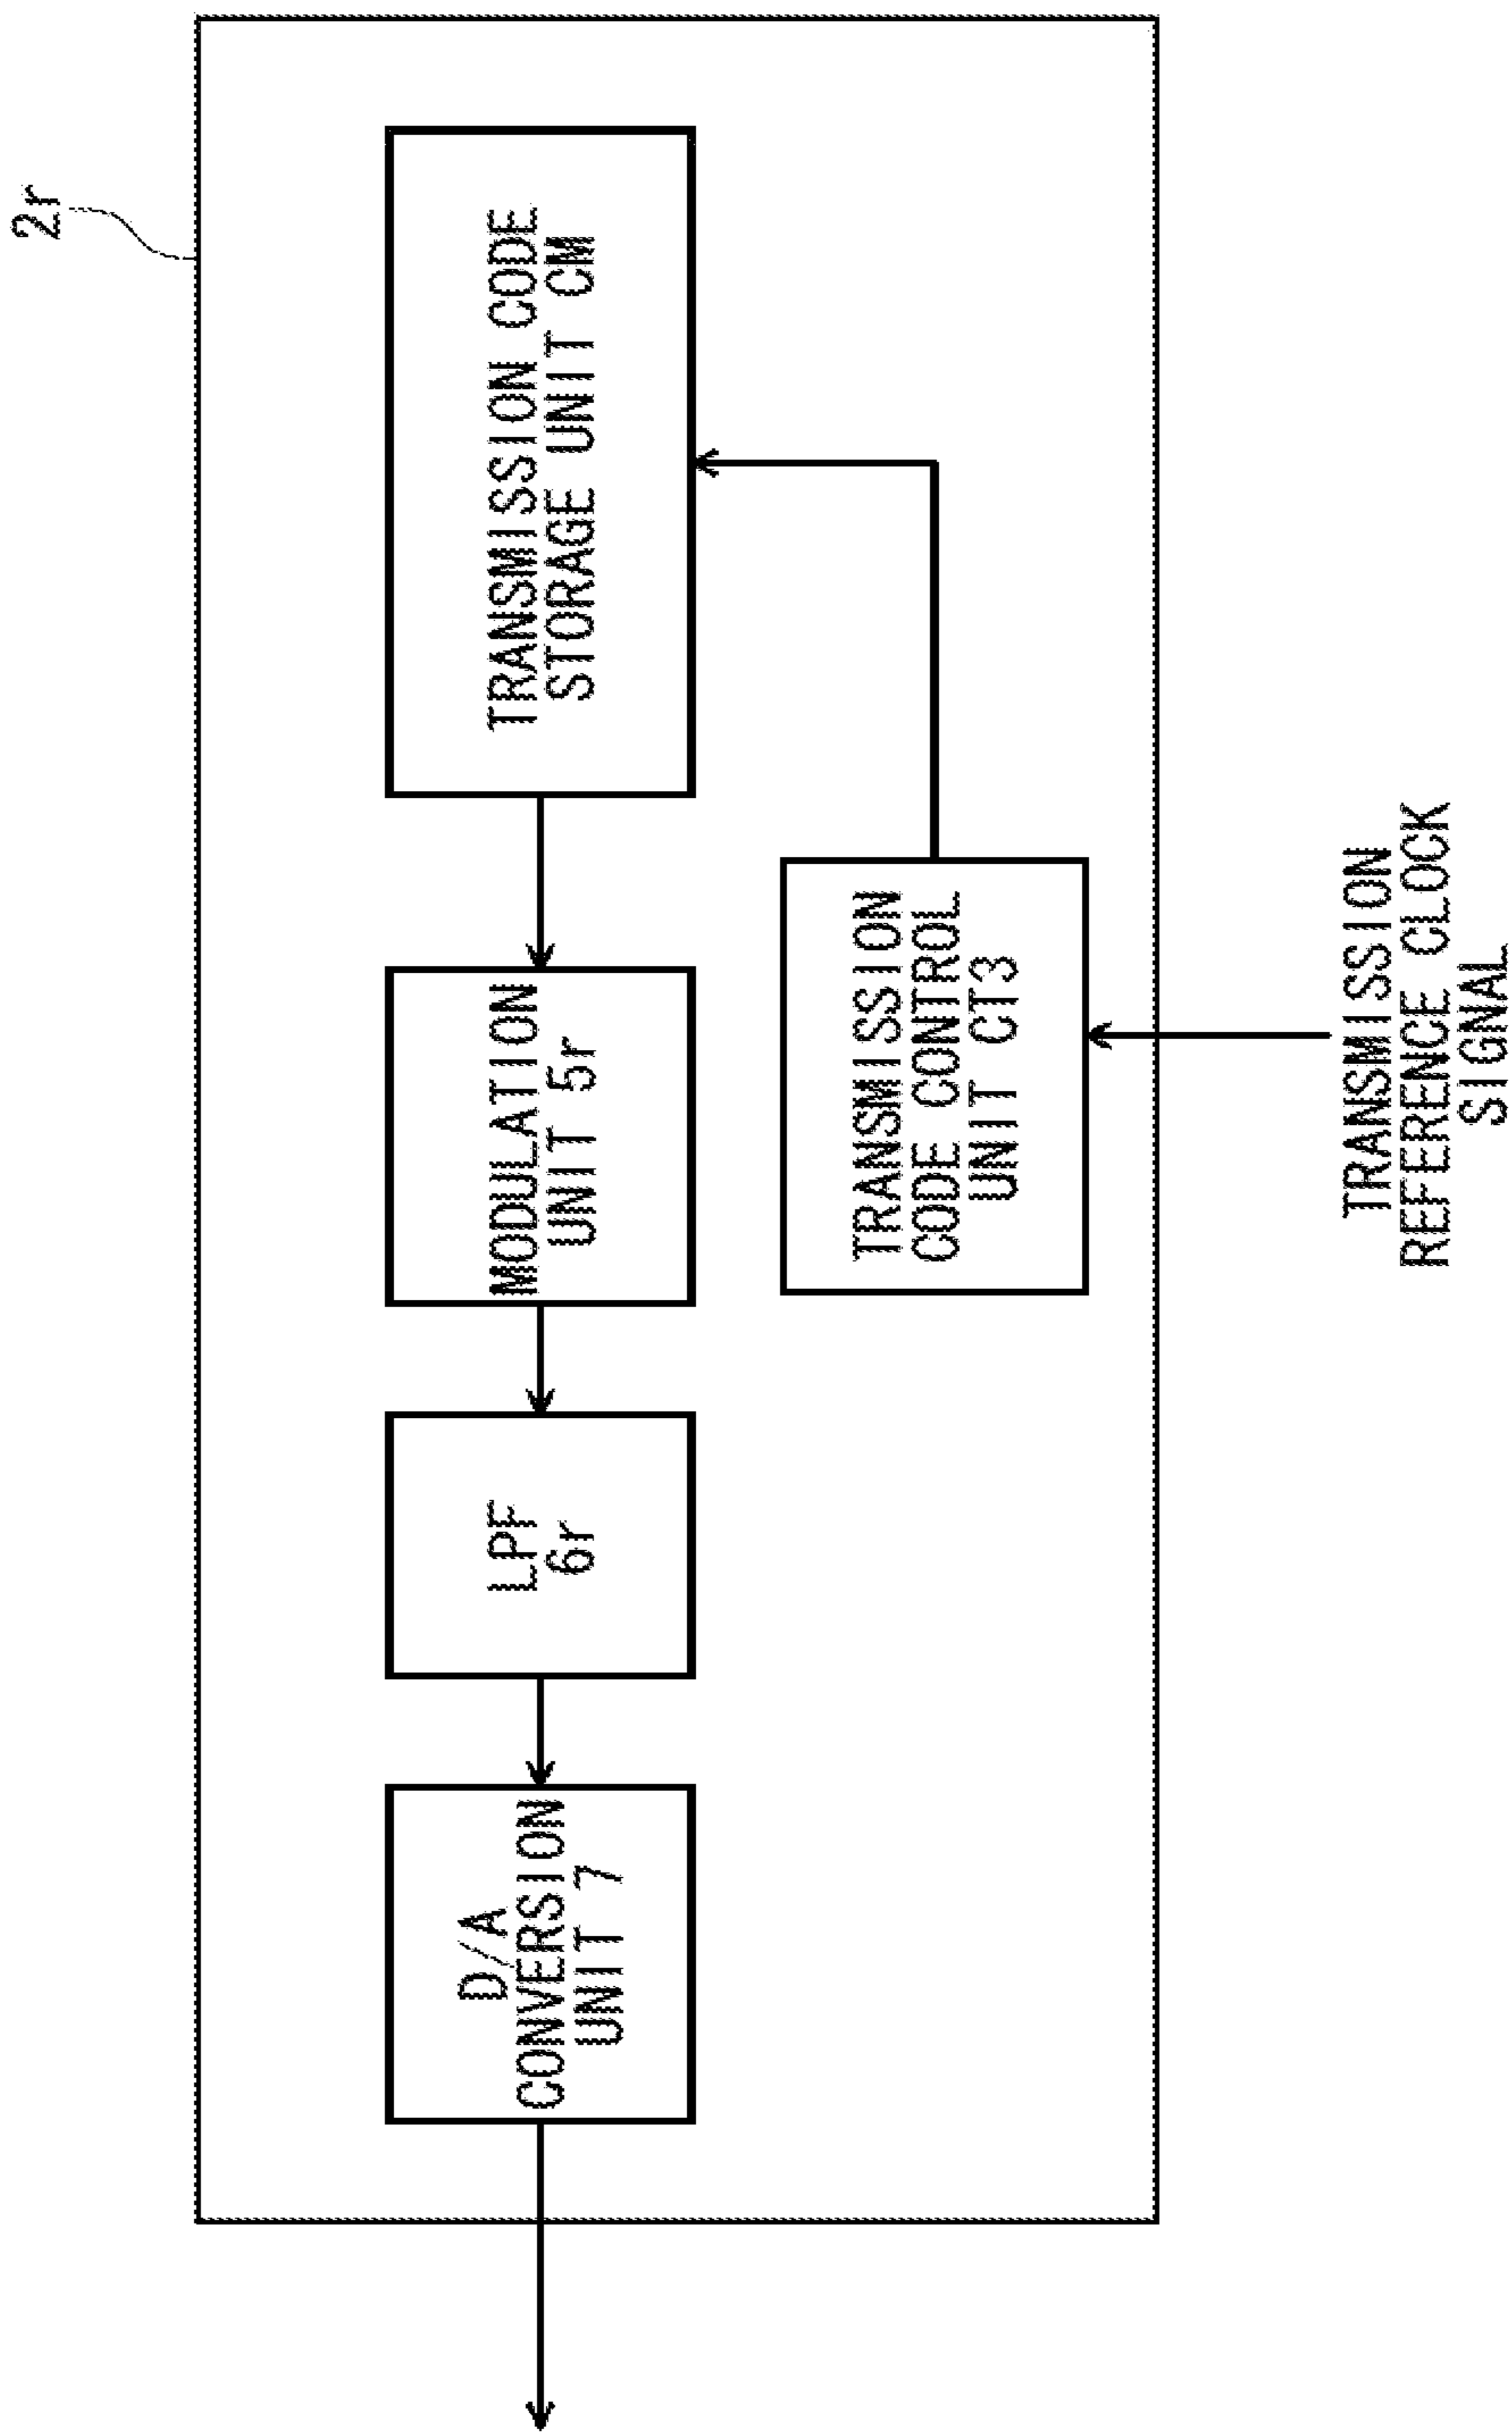 2r
TRANSMISSION CODE
STORAGE UNIT CM
MODULATION
UNIT 5r
LPF
6r
D/A
CONVERSION
UNIT 7
TRANSMISSION
CODE CONTROL
UNIT CT3
TRANSMISSION
REFERENCE CLOCK
SIGNAL